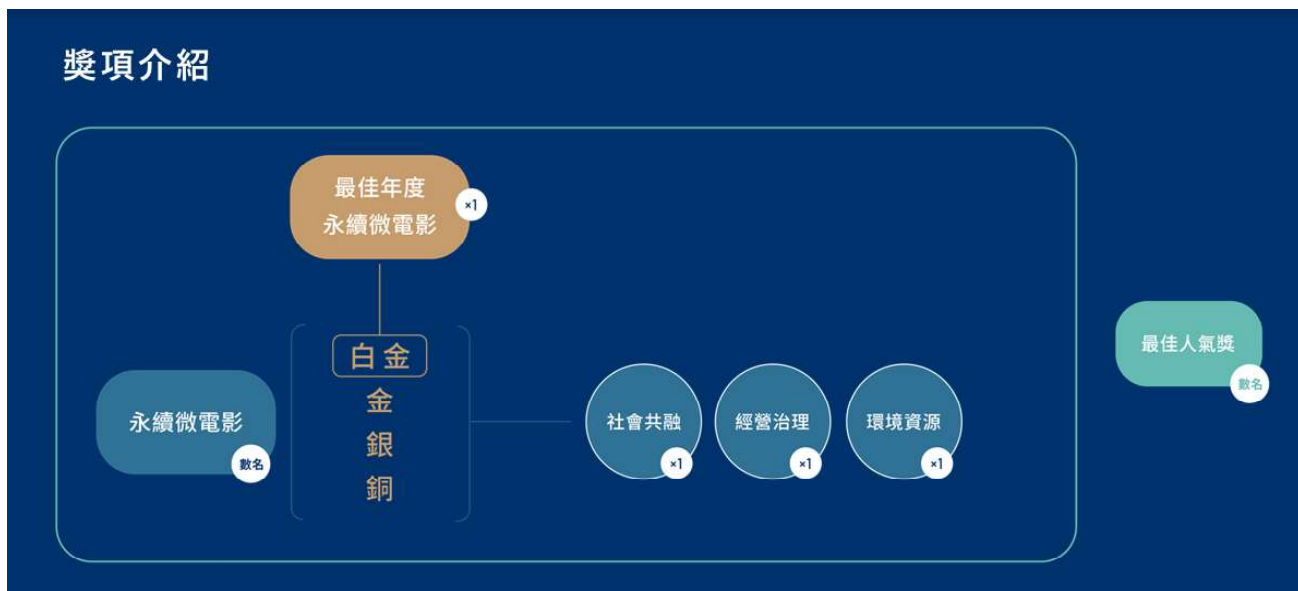 獎項介紹
最佳年度
永續微電影
×1
白金
金
銀
銅
永續微電影
數名
社會共融
×1
經營治理
×1
環境資源
×1
最佳人氣獎
數名